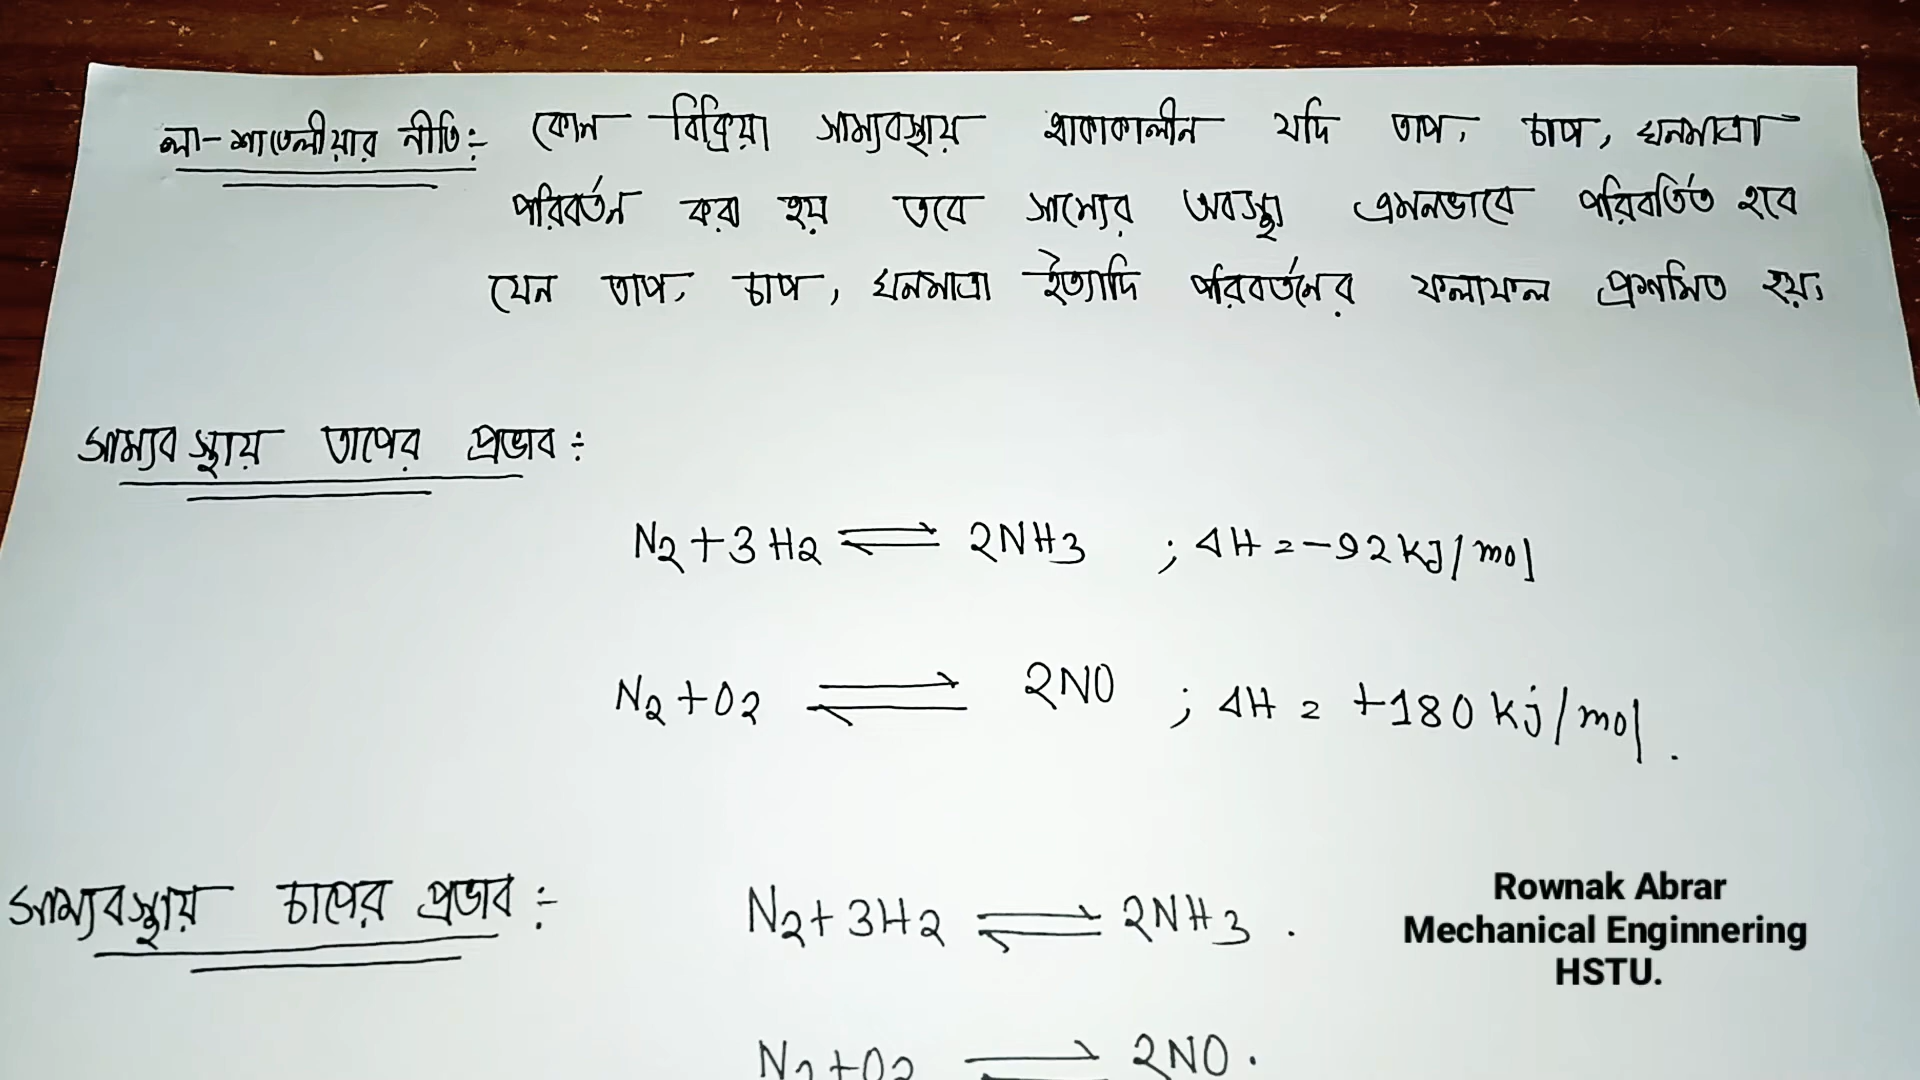 লা-শাতেলীয়ার নীতি: কোন বিক্রিয়া সাম্যবস্থায় থাকাকালীন যদি তাপ, চাপ, ঘনমাত্রা
পরিবর্তন করা হয় তবে সাম্যের অবস্থা এমনভাবে পরিবর্তিত হবে
যেন তাপ, চাপ, ঘনমাত্রা ইত্যাদি পরিবর্তনের ফলাফল প্রশমিত হয়।
সাম্যবস্থায় তাপের প্রভাব:
N2 + 3H2 ⇌ 2NH3 ; ΔH = -92 kJ/mol
N2 + O2 ⇌ 2NO ; ΔH = +180 kj/mol.
সাম্যবস্থায় চাপের প্রভাব:- N2 + 3H2 ⇌ 2NH3 .
N2 + O2 ⇌ 2NO .
Rownak Abrar
Mechanical Enginnering
HSTU.